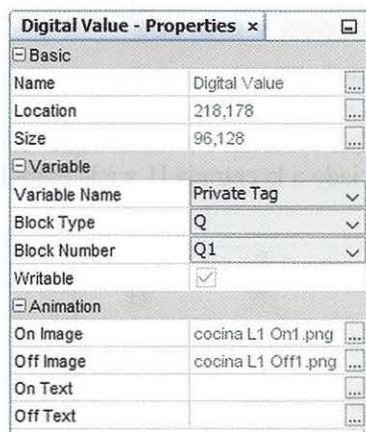 Digital Value - Properties ×
Basic
Name Digital Value ...
Location 218,178 ...
Size 96,128 ...
Variable
Variable Name Private Tag
Block Type Q
Block Number Q1
Writable
Animation
On Image cocina L1 On1.png ...
Off Image cocina L1 Off1.png ...
On Text ...
Off Text ...